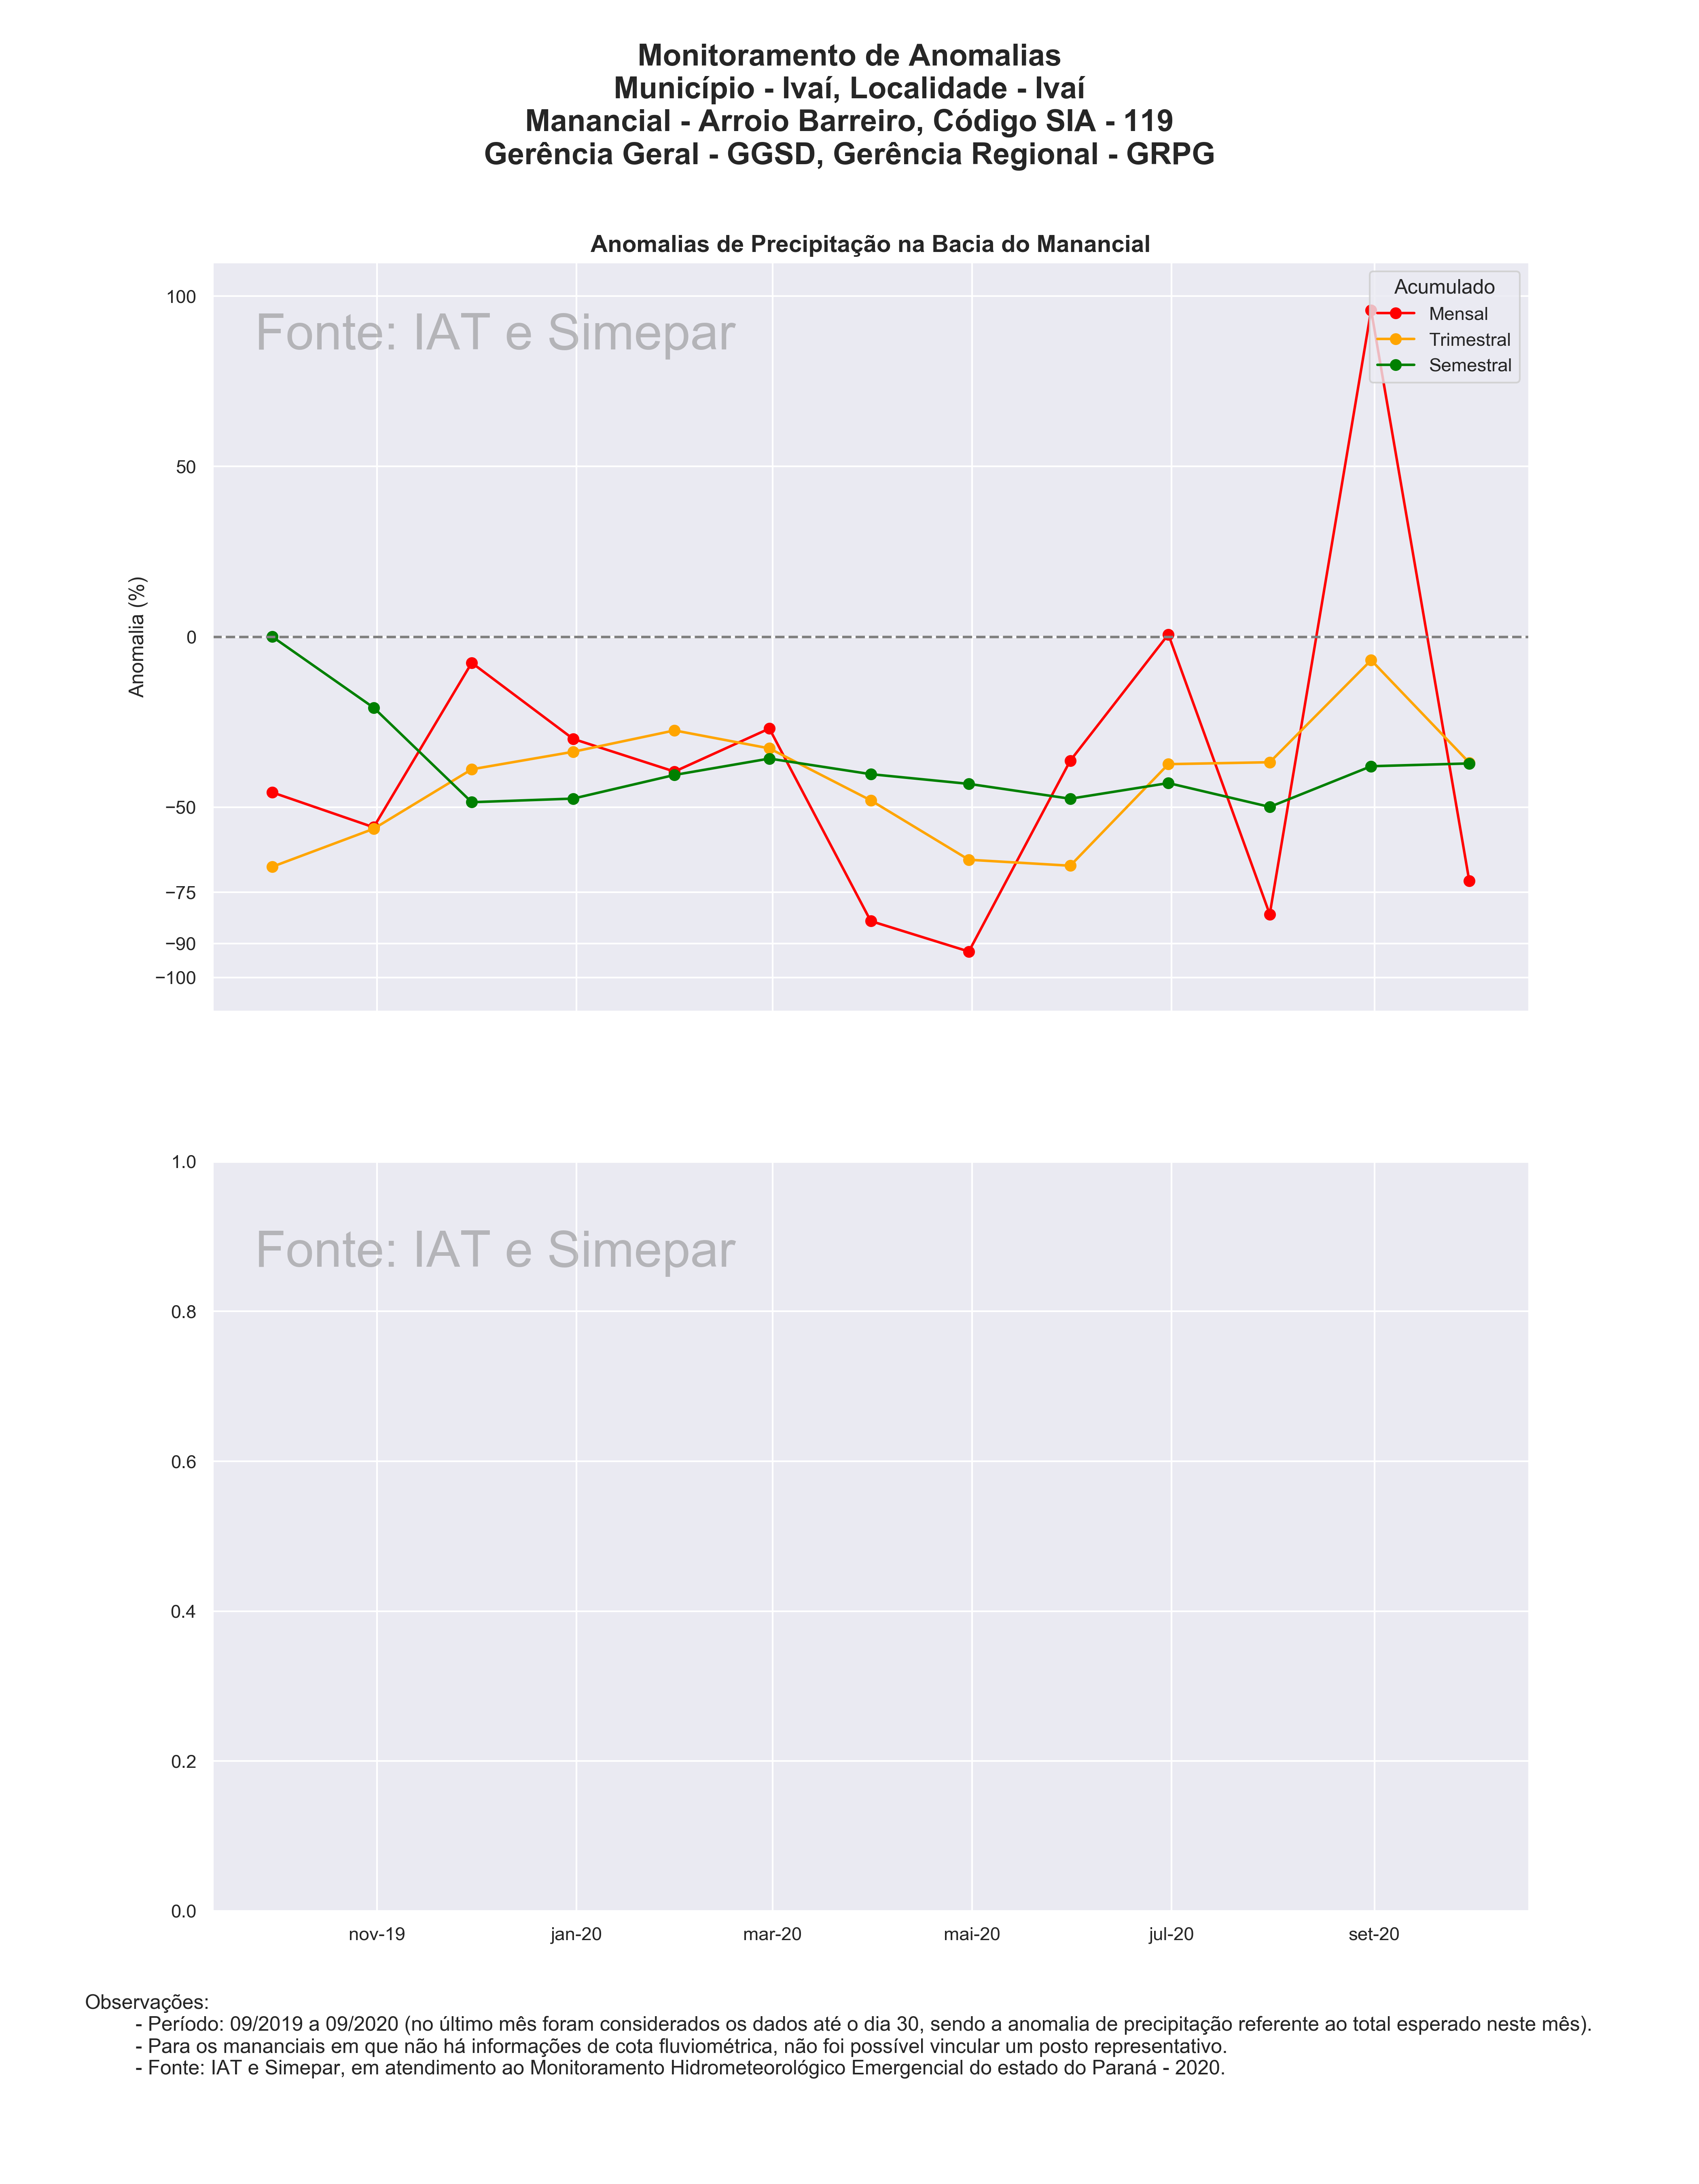 Monitoramento de Anomalias
Município - Ivaí, Localidade - Ivaí
Manancial - Arroio Barreiro, Código SIA - 119
Gerência Geral - GGSD, Gerência Regional - GRPG
Anomalias de Precipitação na Bacia do Manancial
Fonte: IAT e Simepar
Acumulado
Mensal
Trimestral
Semestral
Anomalia (%)
100
50
0
−50
−75
−90
−100
Fonte: IAT e Simepar
1.0
0.8
0.6
0.4
0.2
0.0
nov-19 jan-20 mar-20 mai-20 jul-20 set-20
Observações:
- Período: 09/2019 a 09/2020 (no último mês foram considerados os dados até o dia 30, sendo a anomalia de precipitação referente ao total esperado neste mês).
- Para os mananciais em que não há informações de cota fluviométrica, não foi possível vincular um posto representativo.
- Fonte: IAT e Simepar, em atendimento ao Monitoramento Hidrometeorológico Emergencial do estado do Paraná - 2020.